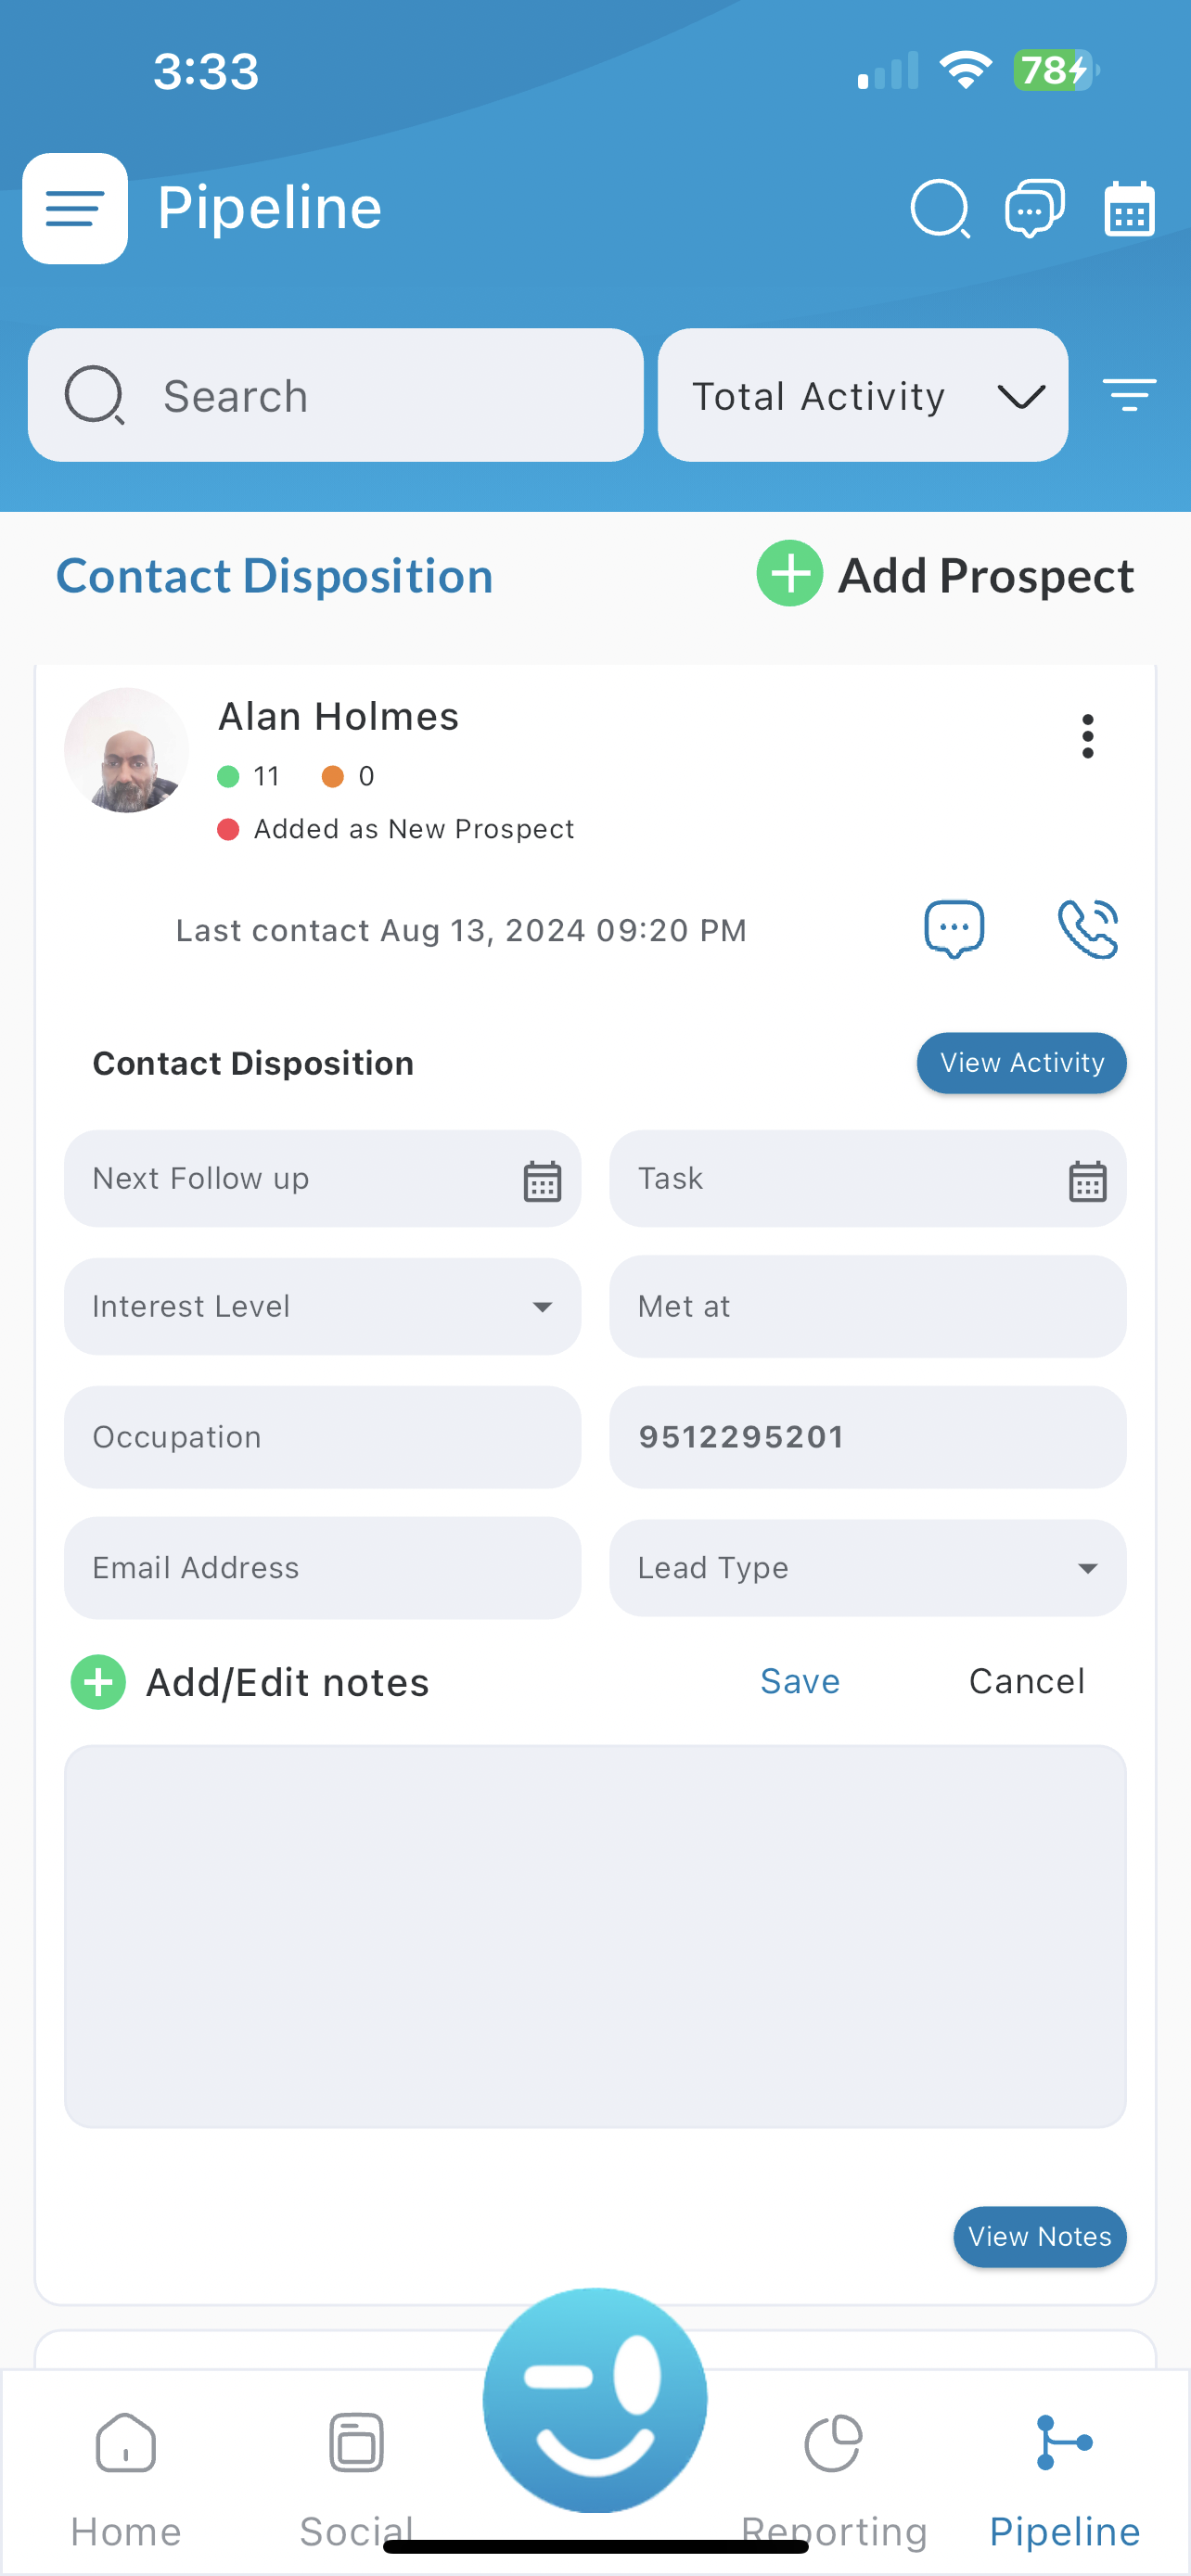 3:33
78
Pipeline
Search
Total Activity
Contact Disposition
Add Prospect
Alan Holmes
11 0
Added as New Prospect
Last contact Aug 13, 2024 09:20 PM
Contact Disposition
View Activity
Next Follow up
Task
Interest Level
Met at
Occupation
9512295201
Email Address
Lead Type
Add/Edit notes
Save
Cancel
View Notes
Home
Social
Reporting
Pipeline